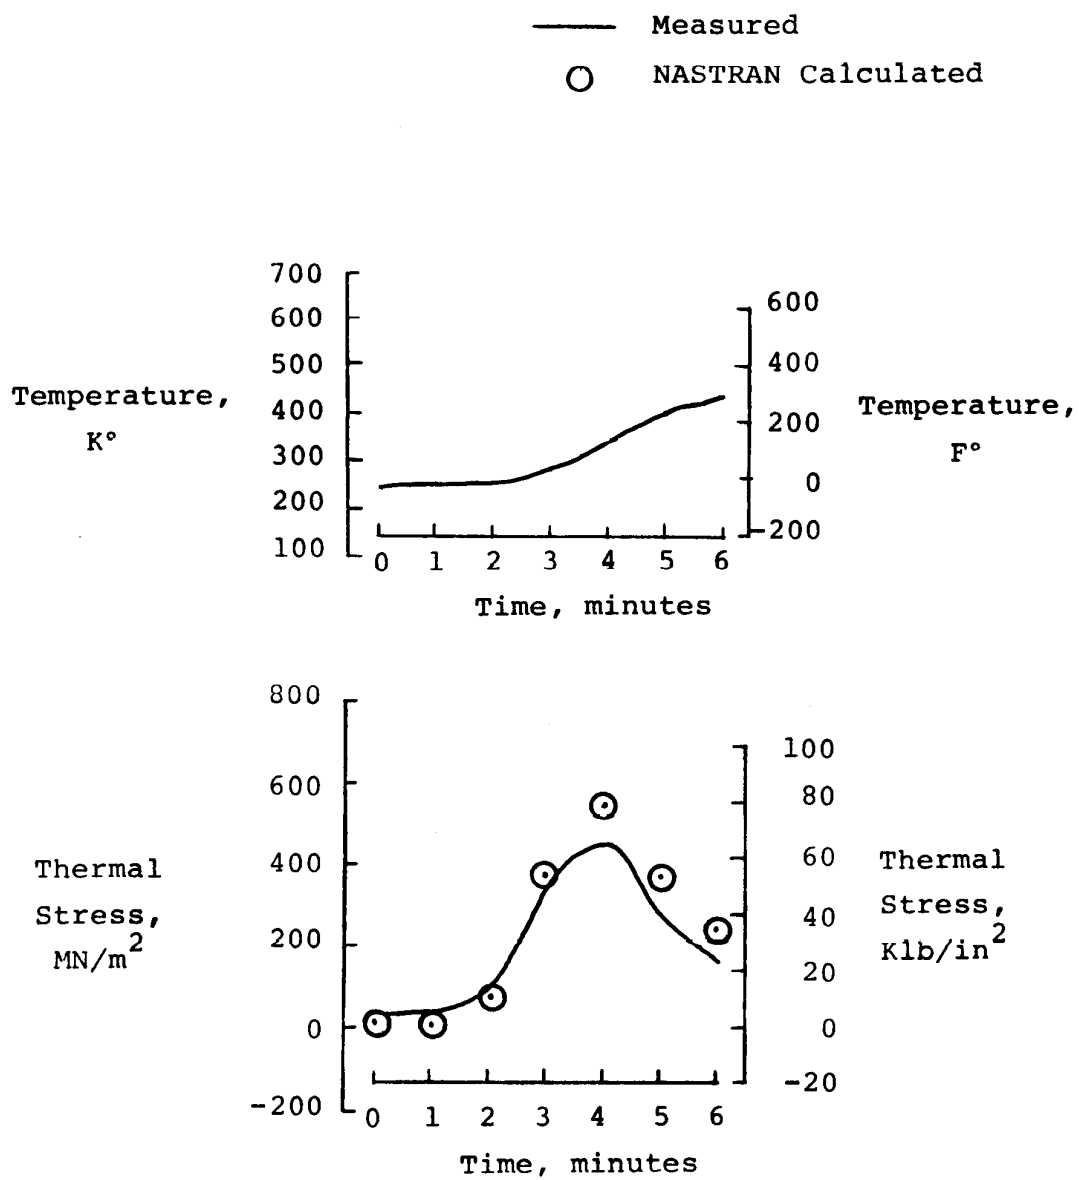 Measured
NASTRAN Calculated
700
600
500
400
300
200
100
Temperature,
K°
600
400
200
0
-200
Temperature,
F°
0 1 2 3 4 5 6
Time, minutes
800
600
400
200
0
-200
Thermal
Stress,
MN/m²
100
80
60
40
20
0
-20
Thermal
Stress,
Klb/in²
0 1 2 3 4 5 6
Time, minutes